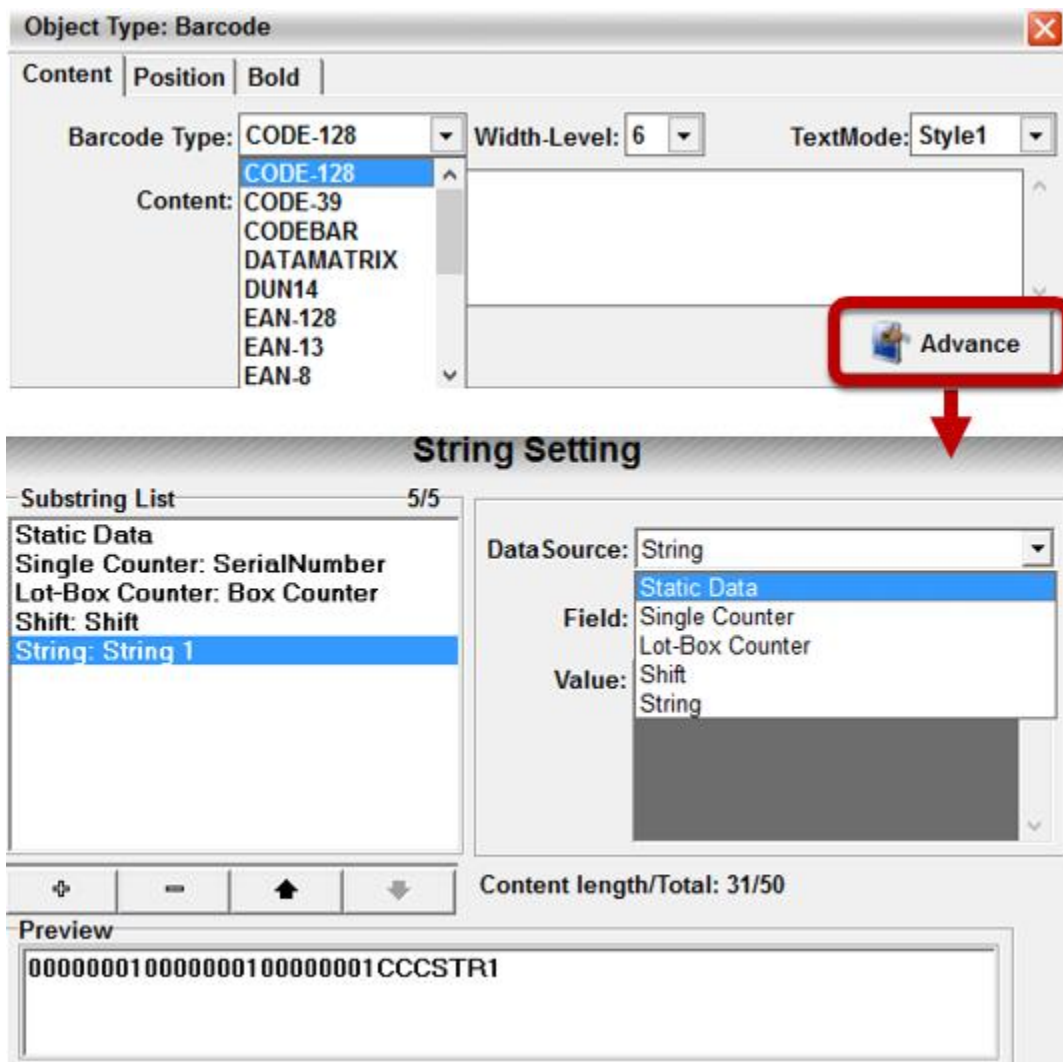 Object Type: Barcode
Content Position Bold
Barcode Type: CODE-128 Width-Level: 6 TextMode: Style1
CODE-128
Content: CODE-39
CODEBAR
DATAMATRIX
DUN14
EAN-128
EAN-13
EAN-8
Advance
String Setting
Substring List 5/5
Static Data
Single Counter: SerialNumber
Lot-Box Counter: Box Counter
Shift: Shift
String: String 1
DataSource: String
Static Data
Field: Single Counter
Lot-Box Counter
Value: Shift
String
Content length/Total: 31/50
Preview
000000010000000100000001CCCSTR1